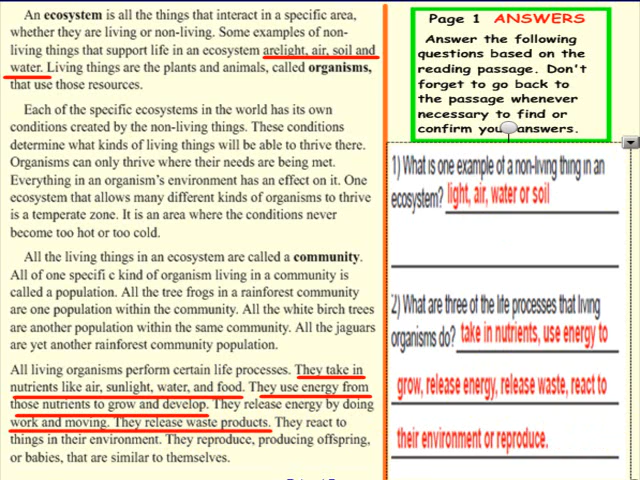 An ecosystem is all the things that interact in a specific area,
whether they are living or non-living. Some examples of non-
living things that support life in an ecosystem arelight, air, soil and
water. Living things are the plants and animals, called organisms,
that use those resources.
Each of the specific ecosystems in the world has its own
conditions created by the non-living things. These conditions
determine what kinds of living things will be able to thrive there.
Organisms can only thrive where their needs are being met.
Everything in an organism's environment has an effect on it. One
ecosystem that allows many different kinds of organisms to thrive
is a temperate zone. It is an area where the conditions never
become too hot or too cold.
All the living things in an ecosystem are called a community.
All of one specifi c kind of organism living in a community is
called a population. All the tree frogs in a rainforest community
are one population within the community. All the white birch trees
are another population within the same community. All the jaguars
are yet another rainforest community population.
All living organisms perform certain life processes. They take in
nutrients like air, sunlight, water, and food. They use energy from
those nutrients to grow and develop. They release energy by doing
work and moving. They release waste products. They react to
things in their environment. They reproduce, producing offspring,
or babies, that are similar to themselves.
Page 1 ANSWERS
Answer the following
questions based on the
reading passage. Don't
forget to go back to
the passage whenever
necessary to find or
confirm answers.
1) What is one example of a non-living thing in an
ecosystem? light, air, water or soil
2) What are three of the life processes that living
organisms do? take in nutrients, use energy to
grow, release energy, release waste, react to
their environment or reproduce.